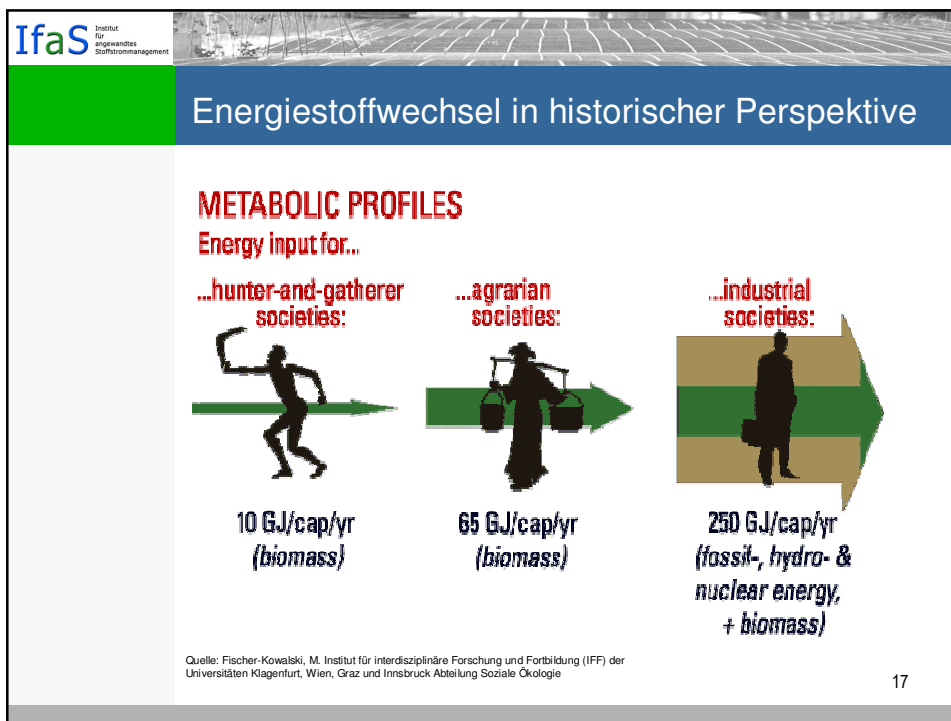 IfaS
Institut
für
angewandtes
Stoffstrommanagement
Energiestoffwechsel in historischer Perspektive
METABOLIC PROFILES
Energy input for...
...hunter-and-gatherer
societies:
...agrarian
societies:
...industrial
societies:
10 GJ/cap/yr
(biomass)
65 GJ/cap/yr
(biomass)
250 GJ/cap/yr
(fossil-, hydro- &
nuclear energy,
+ biomass)
Quelle: Fischer-Kowalski, M. Institut für interdisziplinäre Forschung und Fortbildung (IFF) der
Universitäten Klagenfurt, Wien, Graz und Innsbruck Abteilung Soziale Ökologie
17